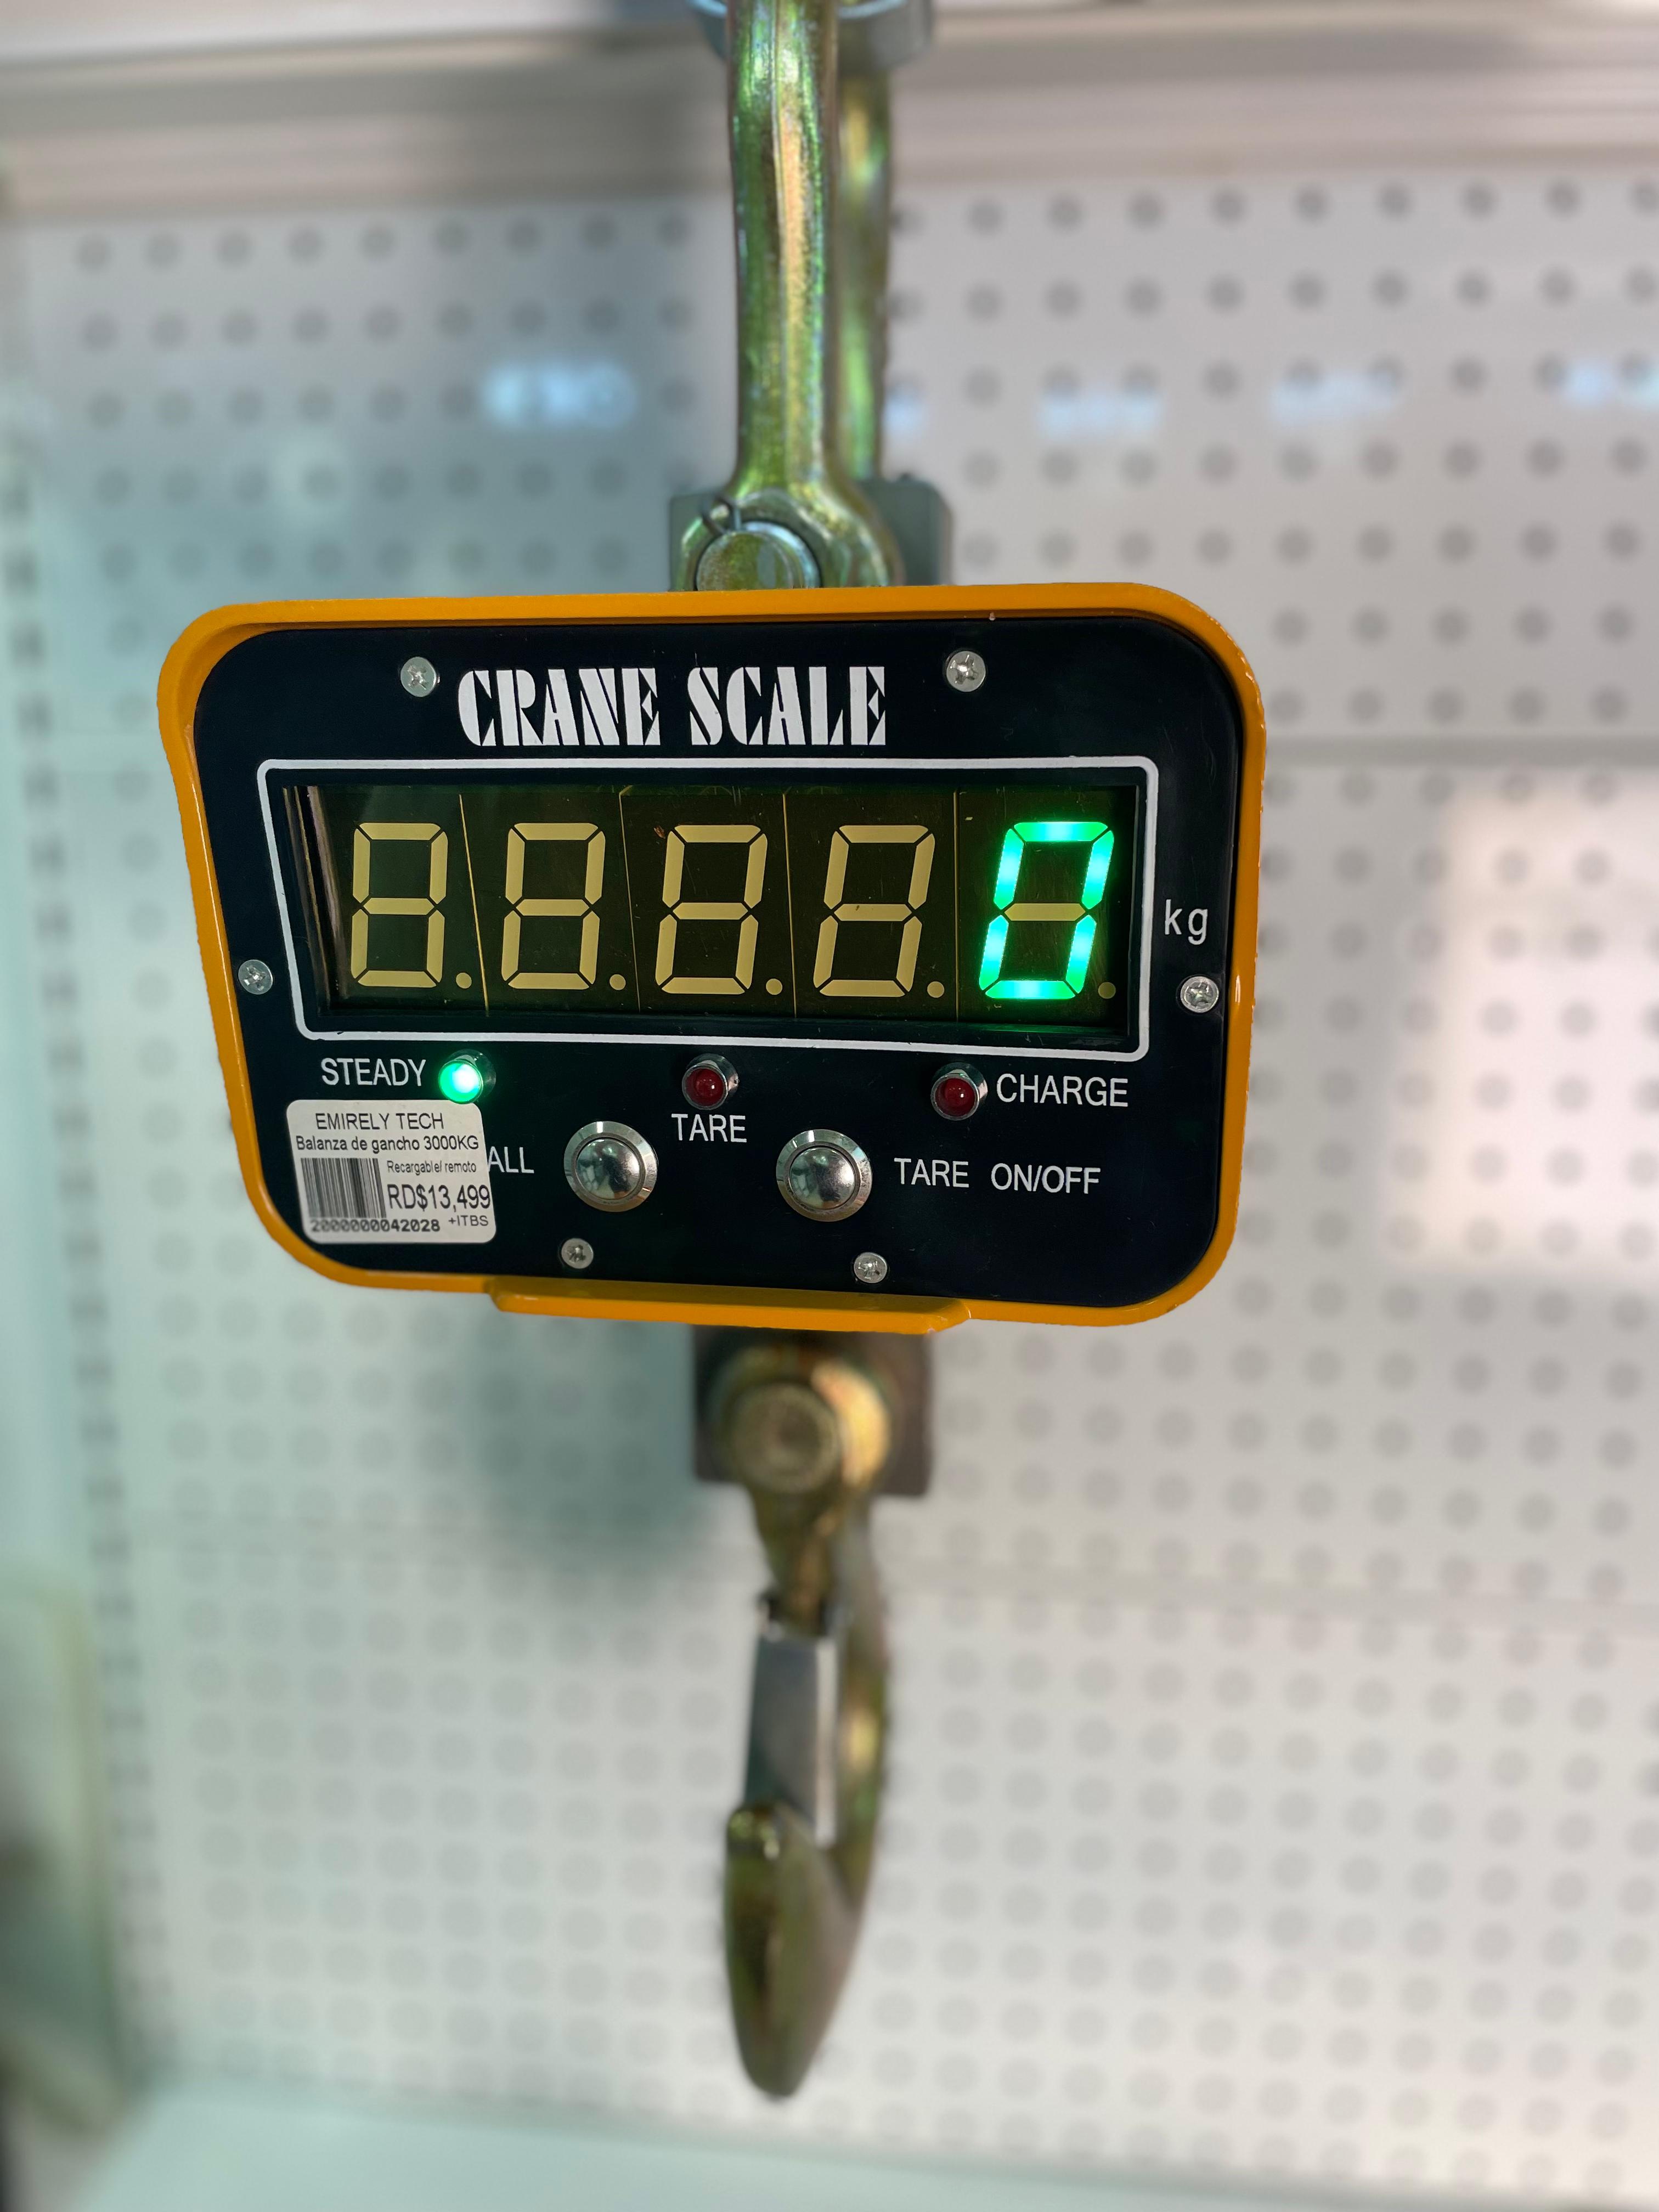 CRANE SCALE
0
kg
STEADY
CHARGE
TARE
EMIRELY TECH
Balanza de gancho 3000KG
Recargable/ remoto
RD$13,499
2000000042028 +ITBS
ALL
TARE ON/OFF